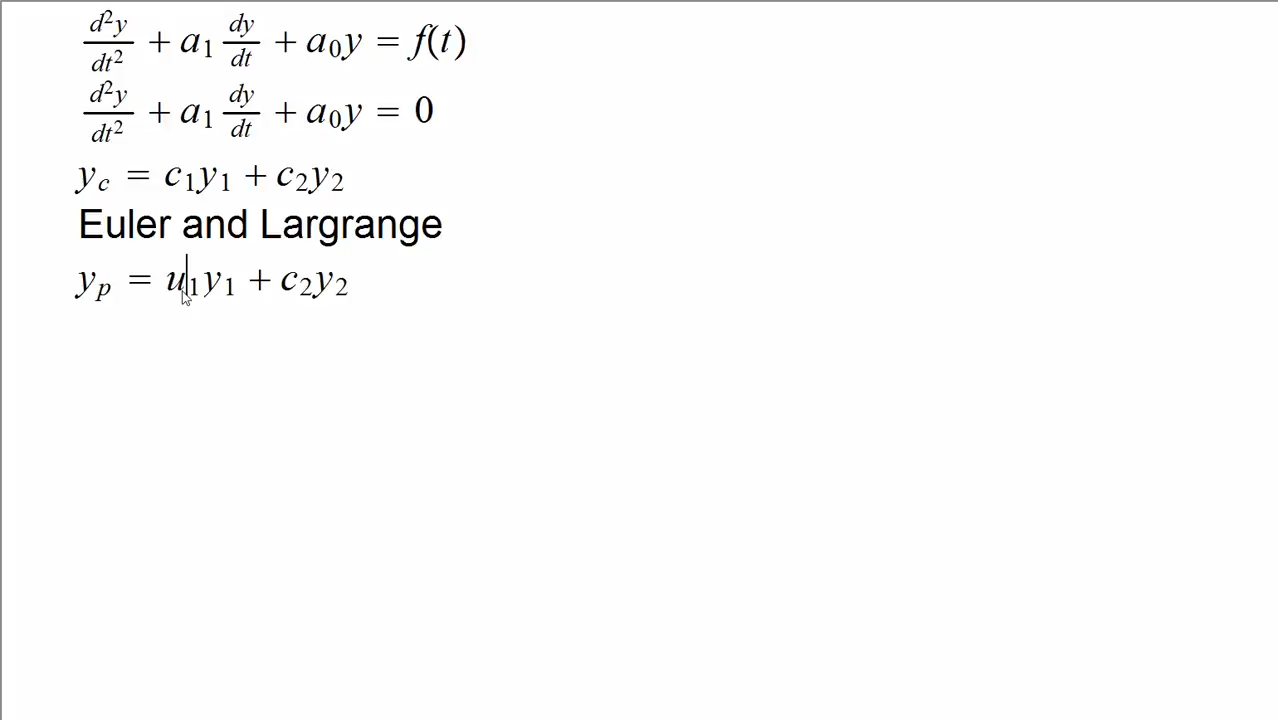 d²y/dt² + a₁ dy/dt + a₀y = f(t)
d²y/dt² + a₁ dy/dt + a₀y = 0
y_c = c₁y₁ + c₂y₂
Euler and Largrange
y_p = u₁y₁ + c₂y₂